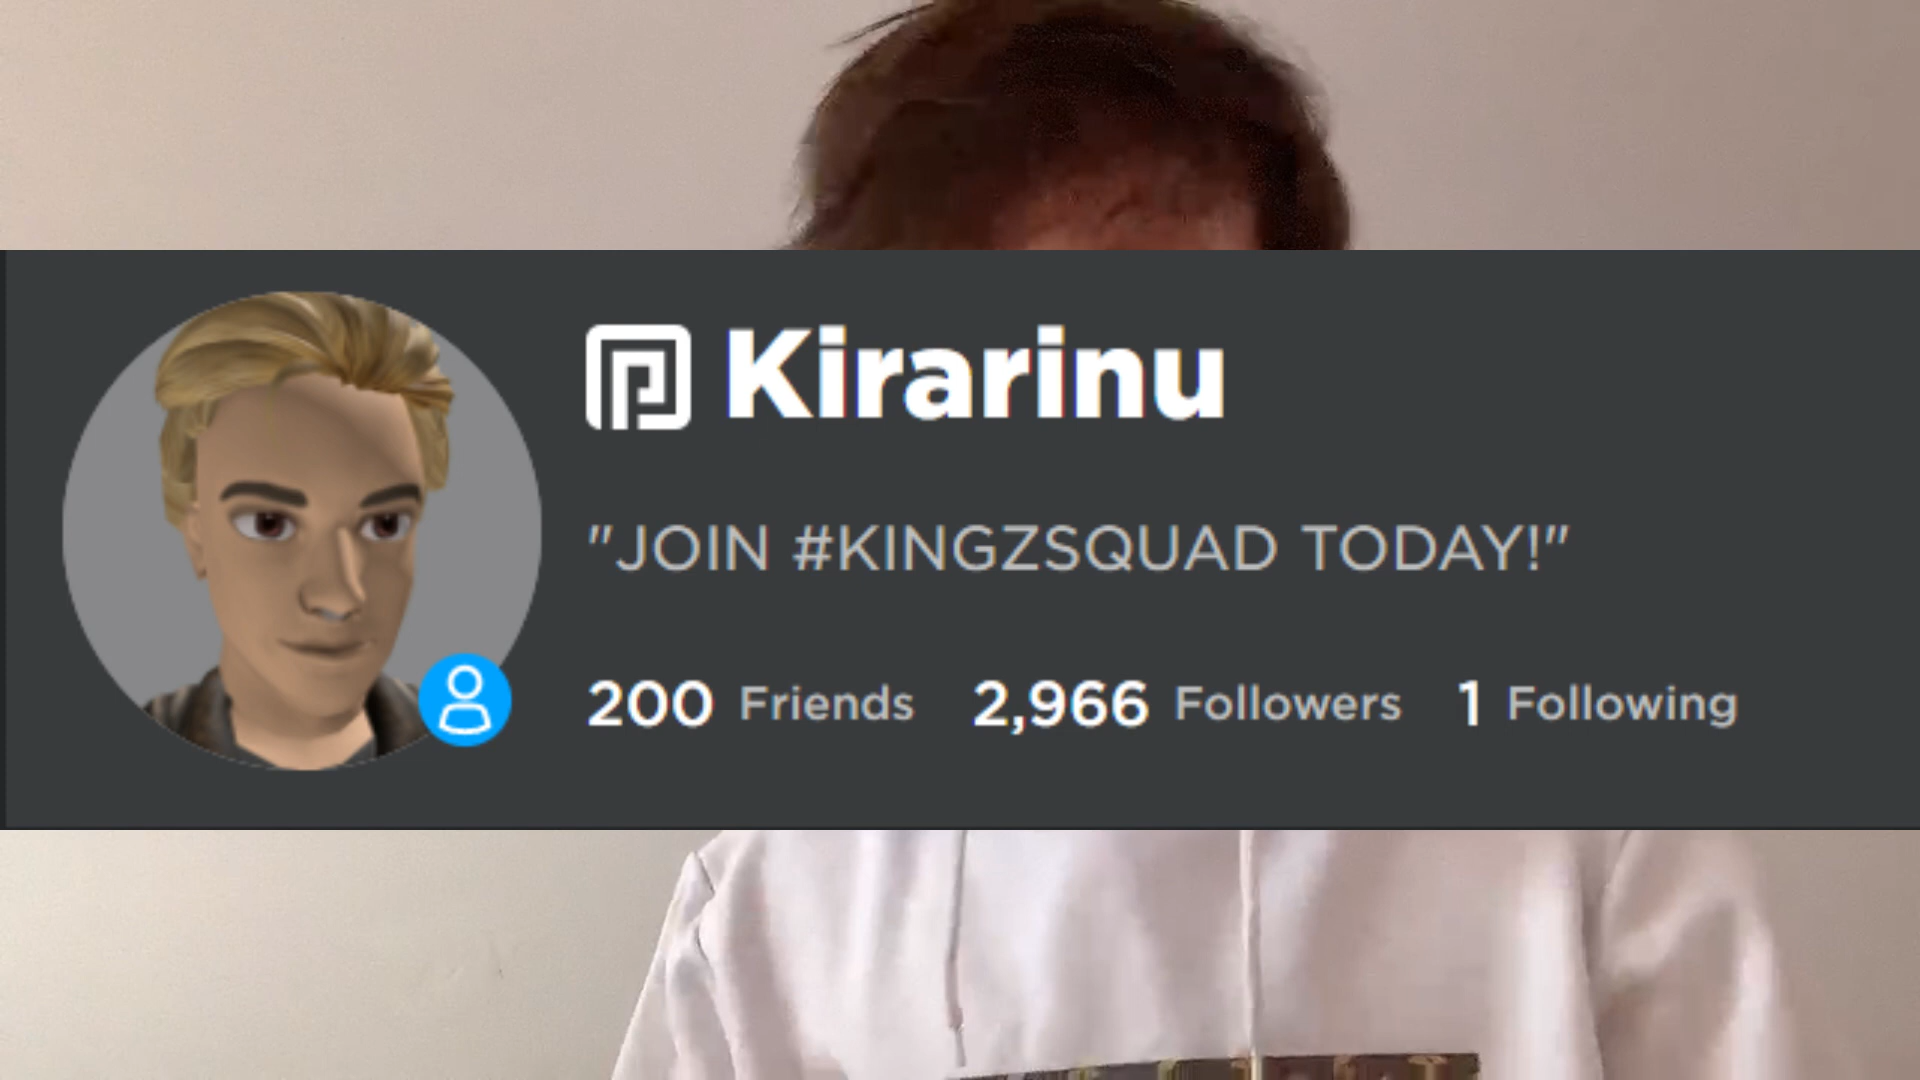 Kirarinu
"JOIN #KINGZSQUAD TODAY!"
200 Friends 2,966 Followers 1 Following